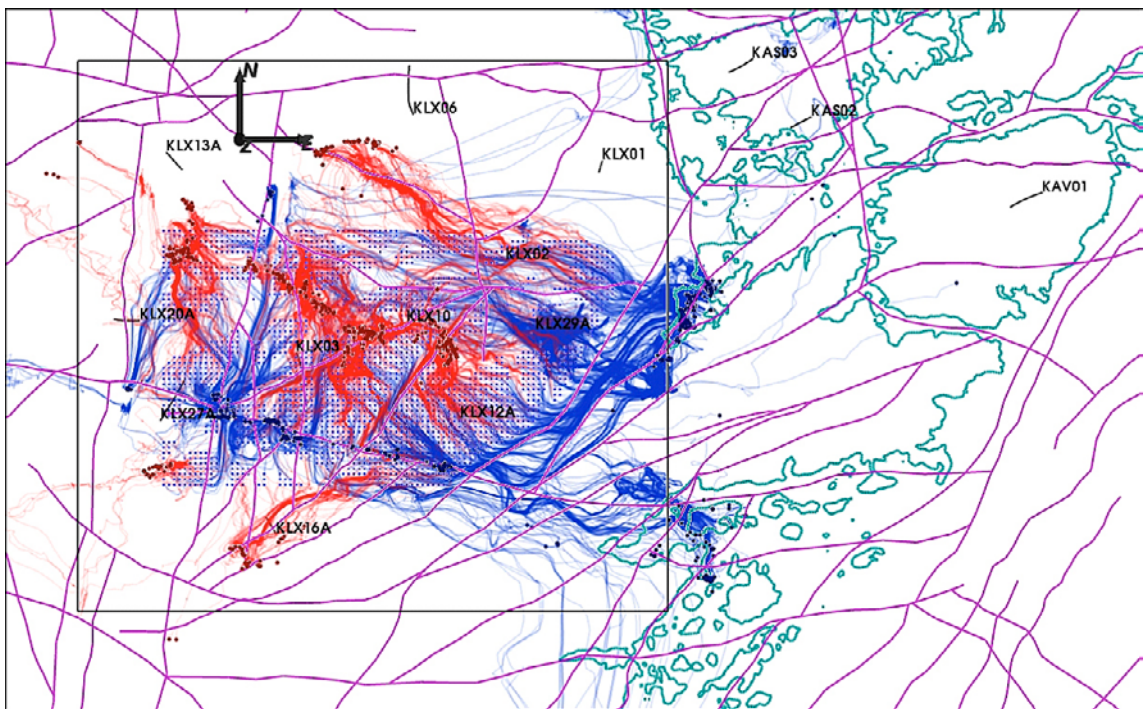 KAS03
N
KLX06
KAS02
KLX13A
KLX01
Z
KAV01
KLX02
KLX20A
KLX10
KLX29A
KLX03
KLX27A
KLX12A
KLX16A